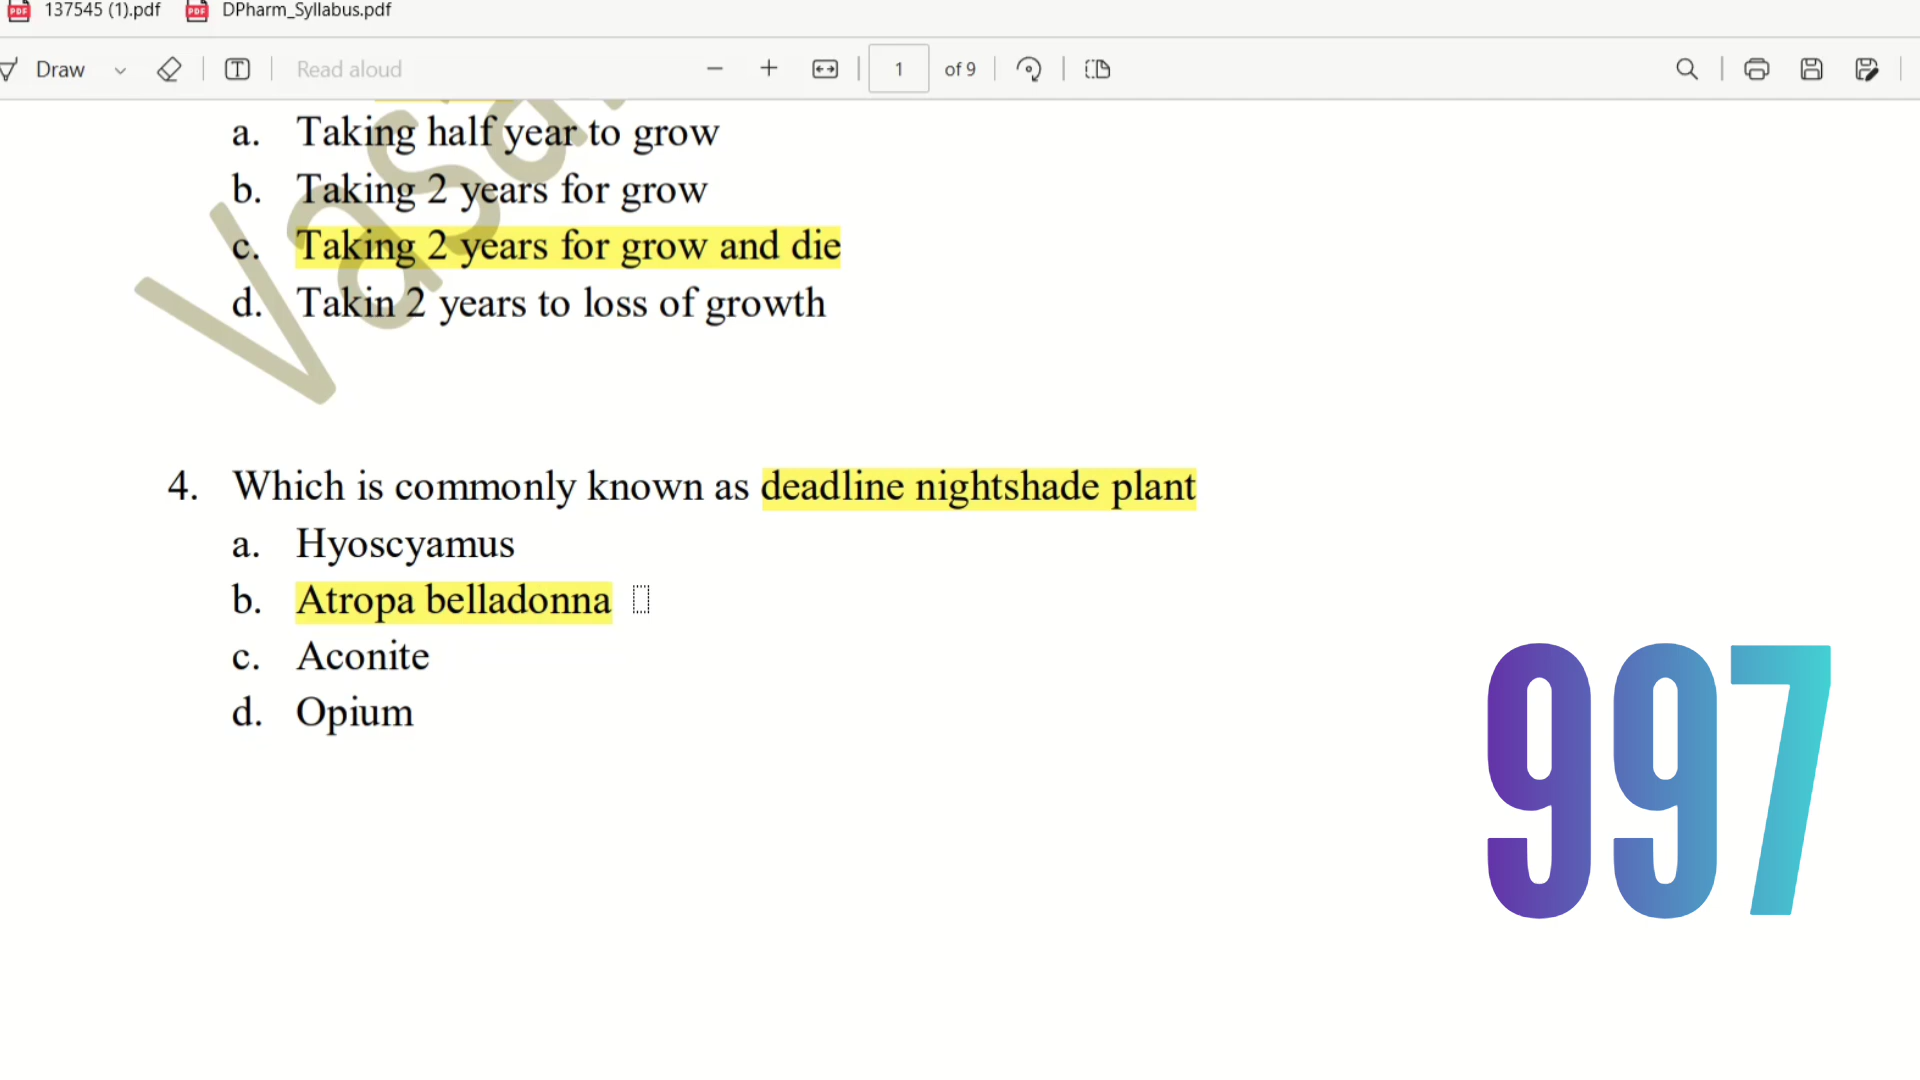 137545 (1).pdf DPharm_Syllabus.pdf
Draw Read aloud 1 of 9
a. Taking half year to grow
b. Taking 2 years for grow
c. Taking 2 years for grow and die
d. Takin 2 years to loss of growth
4. Which is commonly known as deadline nightshade plant
a. Hyoscyamus
b. Atropa belladonna
c. Aconite
d. Opium
997